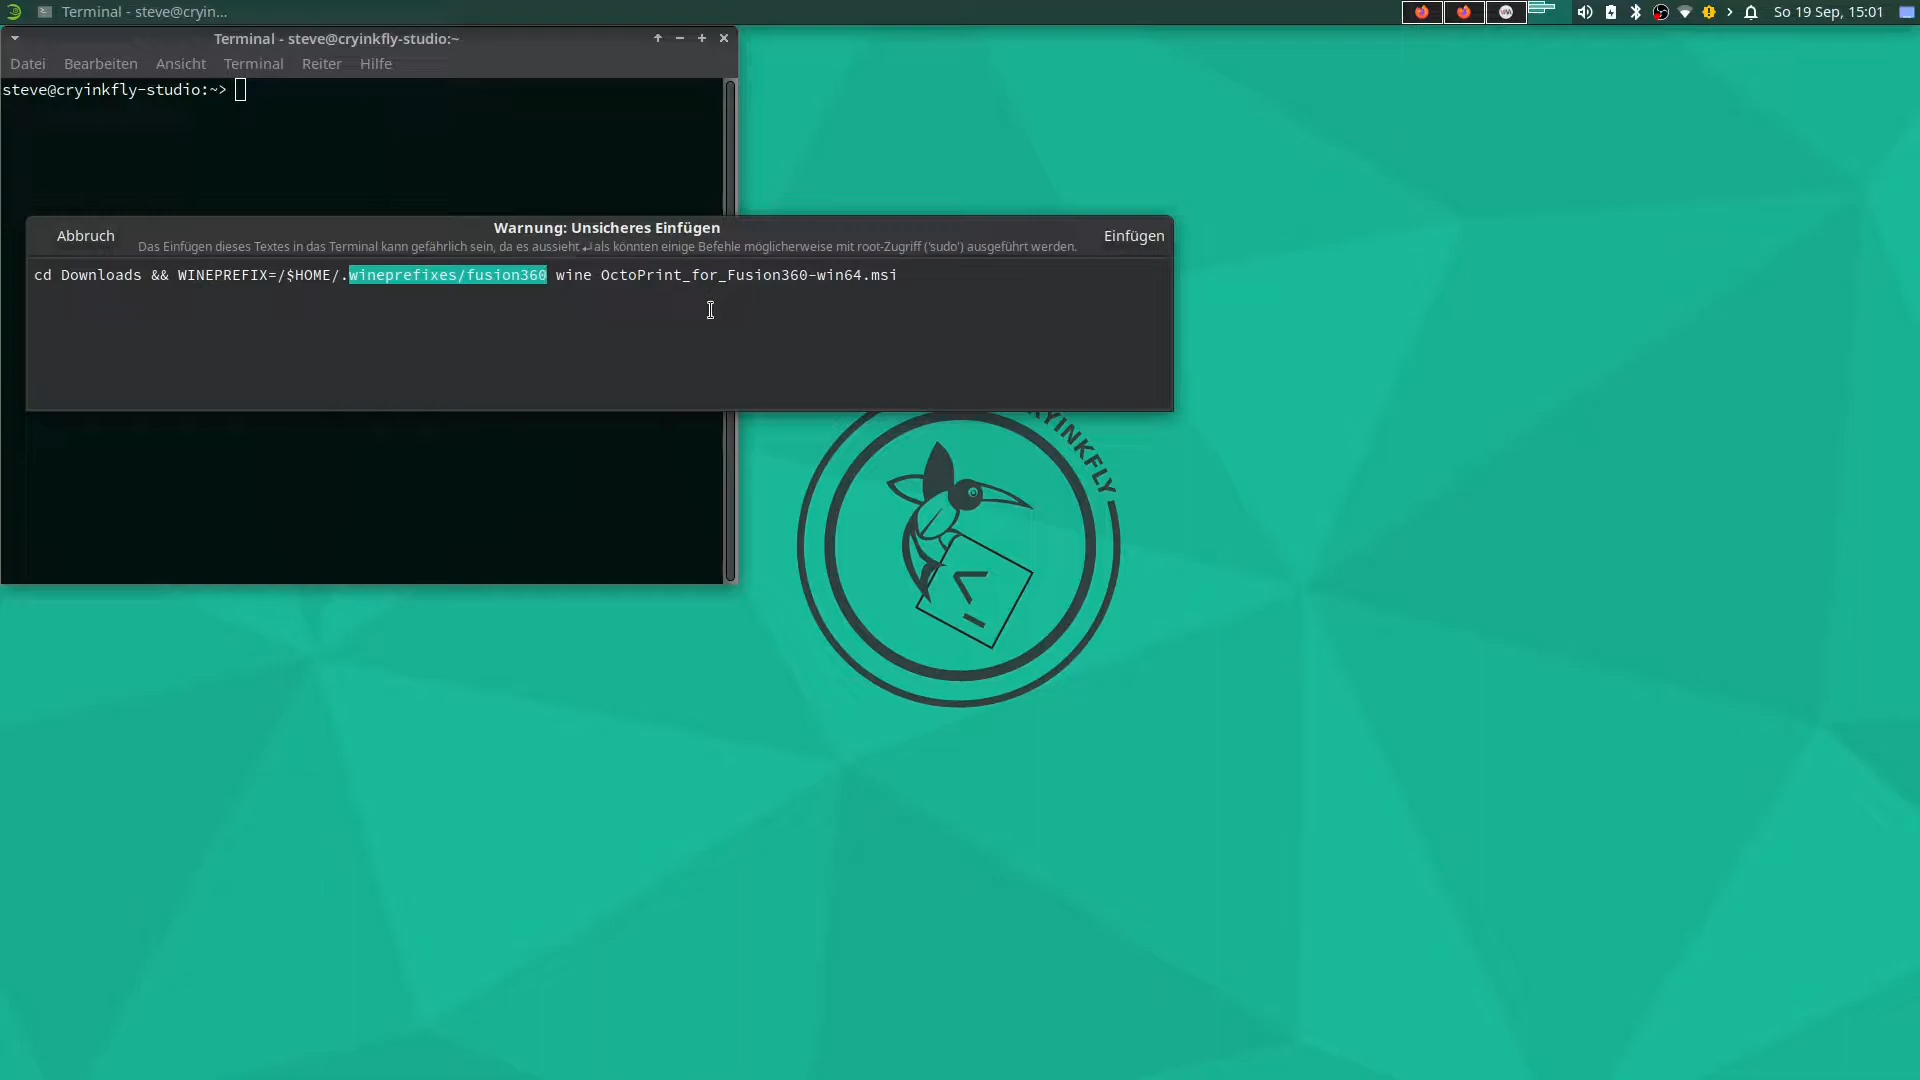 Terminal - steve@cryin...
So 19 Sep, 15:01
Terminal - steve@cryinkfly-studio:~
Datei Bearbeiten Ansicht Terminal Reiter Hilfe
steve@cryinkfly-studio:~>
Warnung: Unsicheres Einfügen
Abbruch
Das Einfügen dieses Textes in das Terminal kann gefährlich sein, da es aussieht↵als könnten einige Befehle möglicherweise mit root-Zugriff ('sudo') ausgeführt werden.
Einfügen
cd Downloads && WINEPREFIX=/$HOME/.wineprefixes/fusion360 wine OctoPrint_for_Fusion360-win64.msi